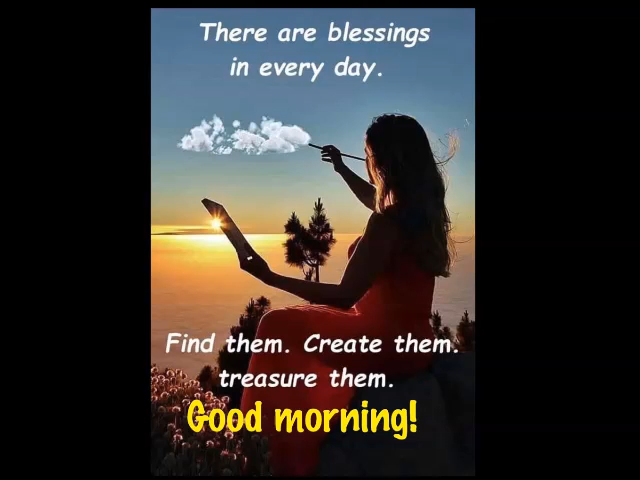 There are blessings
in every day.
Find them. Create them.
treasure them.
Good morning!